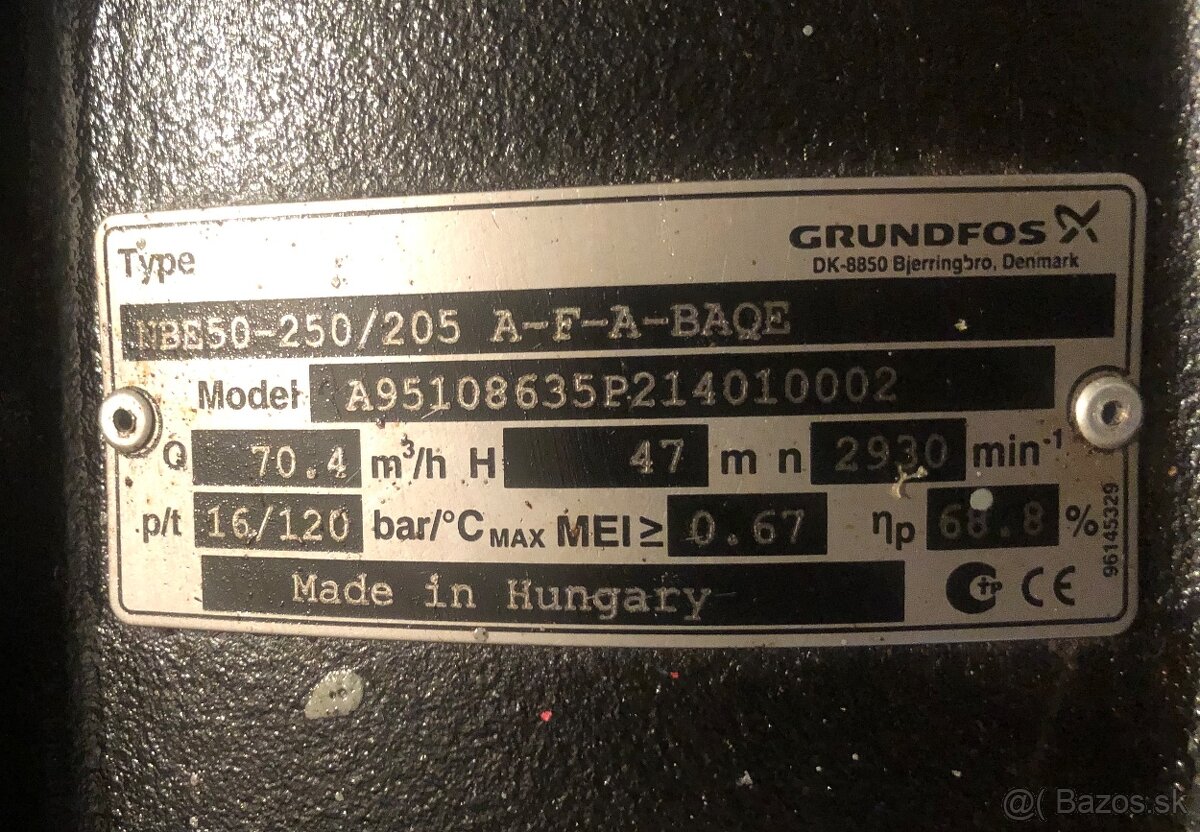 GRUNDFOS
Type
DK-8850 Bjerringbro, Denmark
NBE50-250/205 A-F-A-BAQE
Model A95108635P214010002
Q 70.4 m³/h H 47 m n 2930 min⁻¹
p/t 16/120 bar/°C MAX MEI ≥ 0.67 ηp 68.8 %
Made in Hungary CE
96145329
@( Bazos.sk